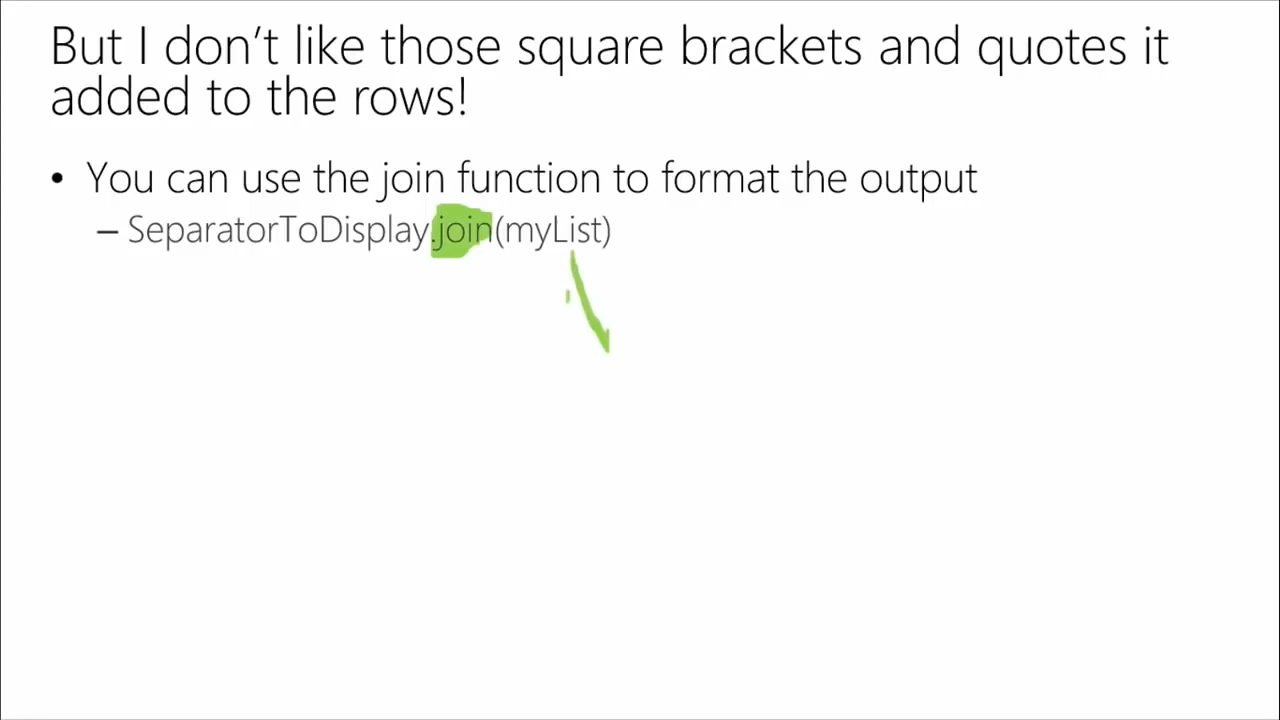 But I don't like those square brackets and quotes it
added to the rows!
• You can use the join function to format the output
– SeparatorToDisplay.join(myList)